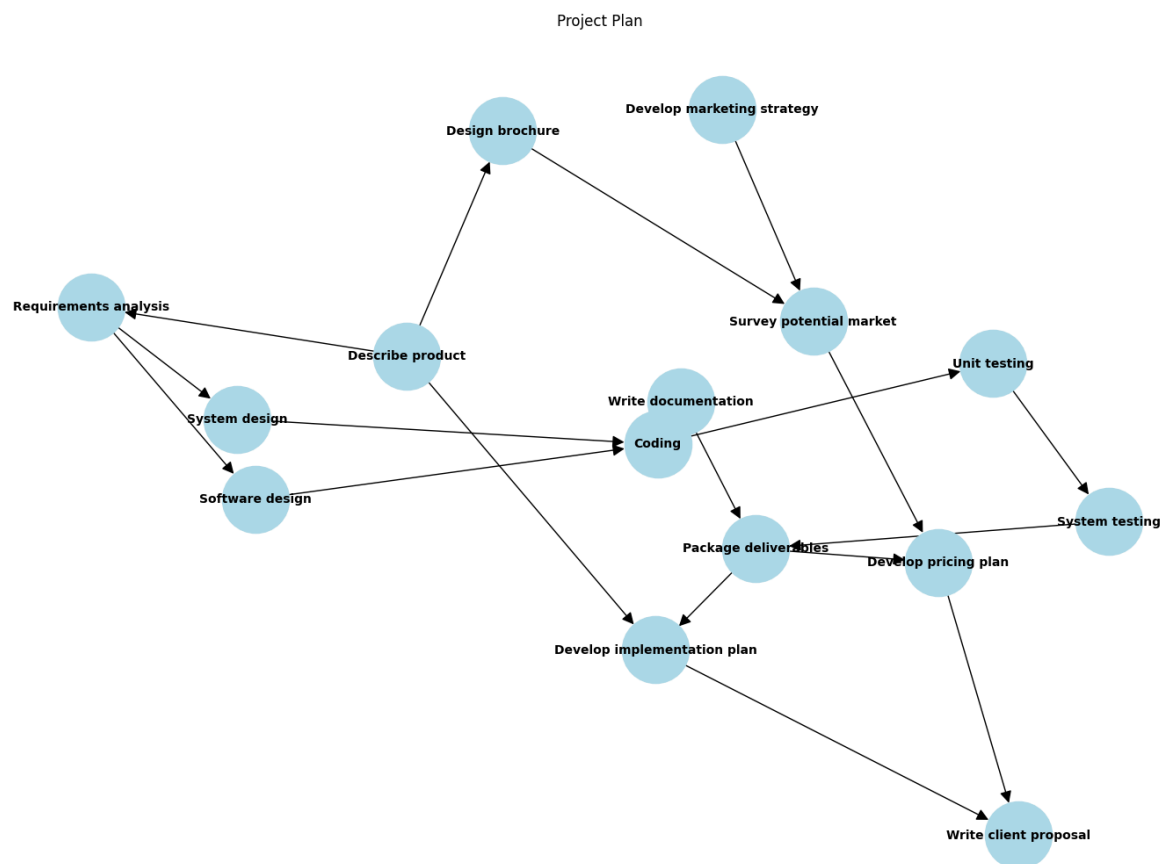 Project Plan
Develop marketing strategy
Design brochure
Requirements analysis
Survey potential market
Describe product
Unit testing
Write documentation
System design
Coding
Software design
System testing
Package deliverables
Develop pricing plan
Develop implementation plan
Write client proposal